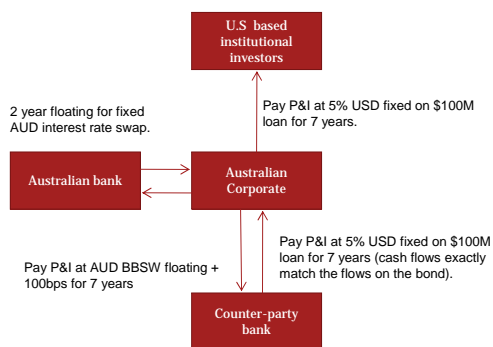 U.S based
institutional
investors
2 year floating for fixed
AUD interest rate swap.
Pay P&I at 5% USD fixed on $100M
loan for 7 years.
Australian bank
Australian
Corporate
Pay P&I at AUD BBSW floating +
100bps for 7 years
Pay P&I at 5% USD fixed on $100M
loan for 7 years (cash flows exactly
match the flows on the bond).
Counter-party
bank